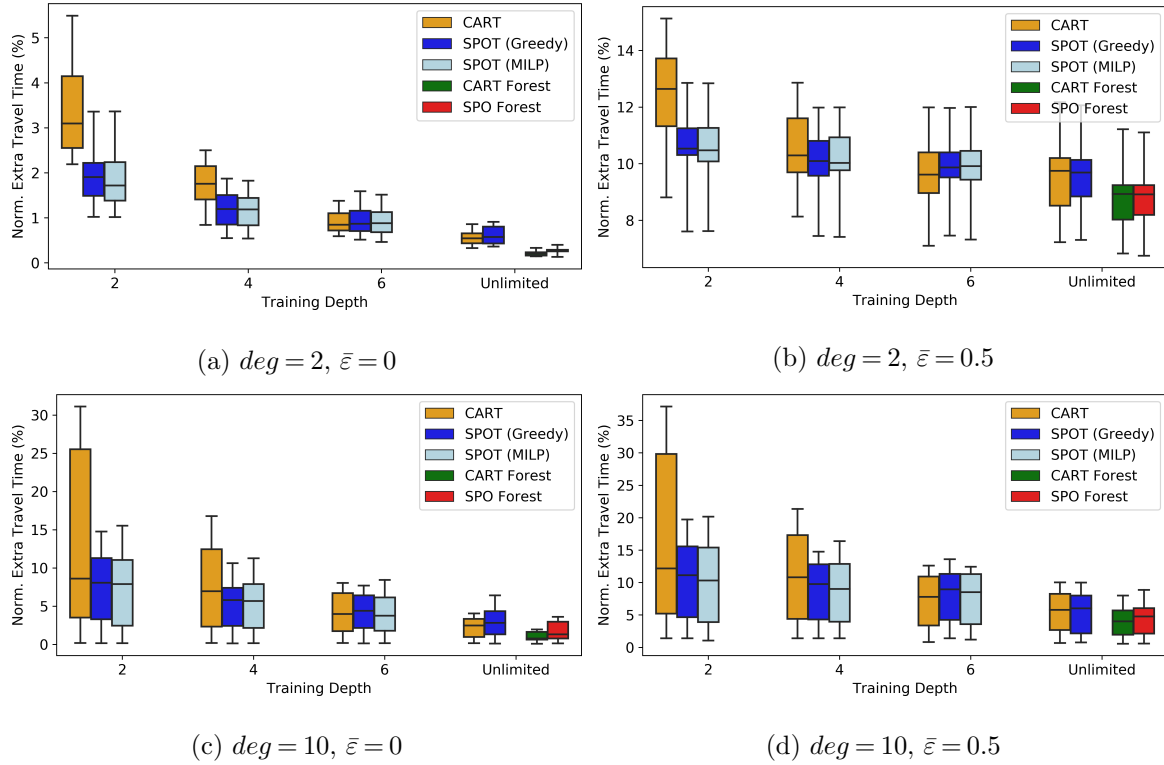 Norm. Extra Travel Time (%)
5
4
3
2
1
0
CART
SPOT (Greedy)
SPOT (MILP)
CART Forest
SPO Forest
2
4
6
Unlimited
Training Depth
(a) deg = 2, ε̄ = 0
Norm. Extra Travel Time (%)
14
12
10
8
CART
SPOT (Greedy)
SPOT (MILP)
CART Forest
SPO Forest
2
4
6
Unlimited
Training Depth
(b) deg = 2, ε̄ = 0.5
Norm. Extra Travel Time (%)
30
25
20
15
10
5
0
CART
SPOT (Greedy)
SPOT (MILP)
CART Forest
SPO Forest
2
4
6
Unlimited
Training Depth
(c) deg = 10, ε̄ = 0
Norm. Extra Travel Time (%)
35
30
25
20
15
10
5
0
CART
SPOT (Greedy)
SPOT (MILP)
CART Forest
SPO Forest
2
4
6
Unlimited
Training Depth
(d) deg = 10, ε̄ = 0.5